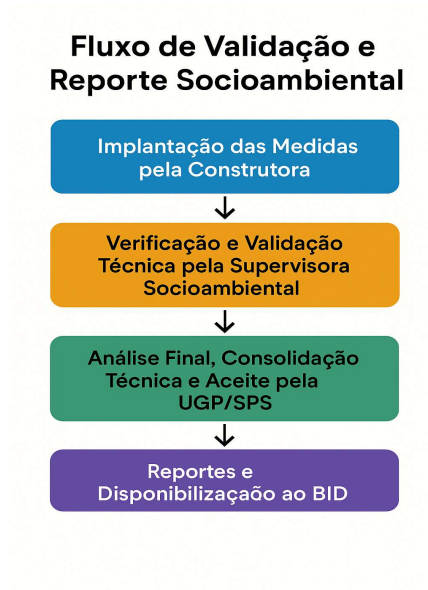 Fluxo de Validação e
Reporte Socioambiental
Implantação das Medidas
pela Construtora
Verificação e Validação
Técnica pela Supervisora
Socioambiental
Análise Final, Consolidação
Técnica e Aceite pela
UGP/SPS
Reportes e
Disponibilizaçaão ao BID